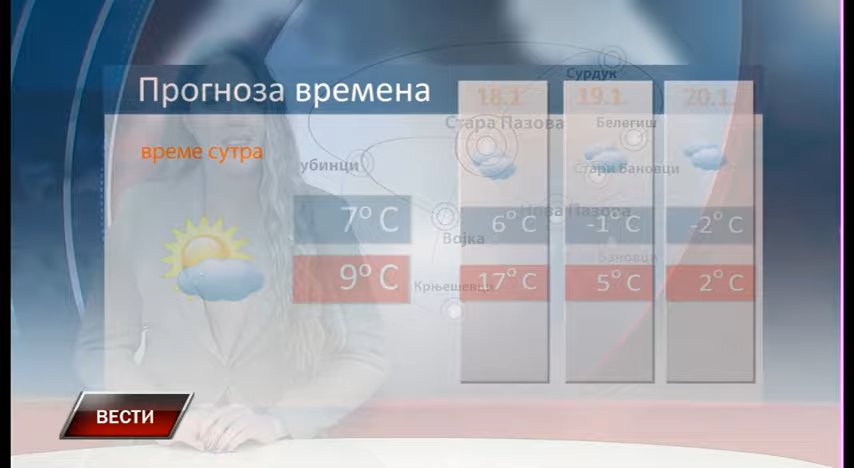 Прогноза времена
време сутра
7° C
9° C
18.1.
19.1.
20.1.
6° C
-1° C
-2° C
17° C
5° C
2° C
Сурдук
Стара Пазова
Белегиш
убинци
Стари Бановци
Нова Пазова
Војка
Бановци
Крњешевци
ВЕСТИ